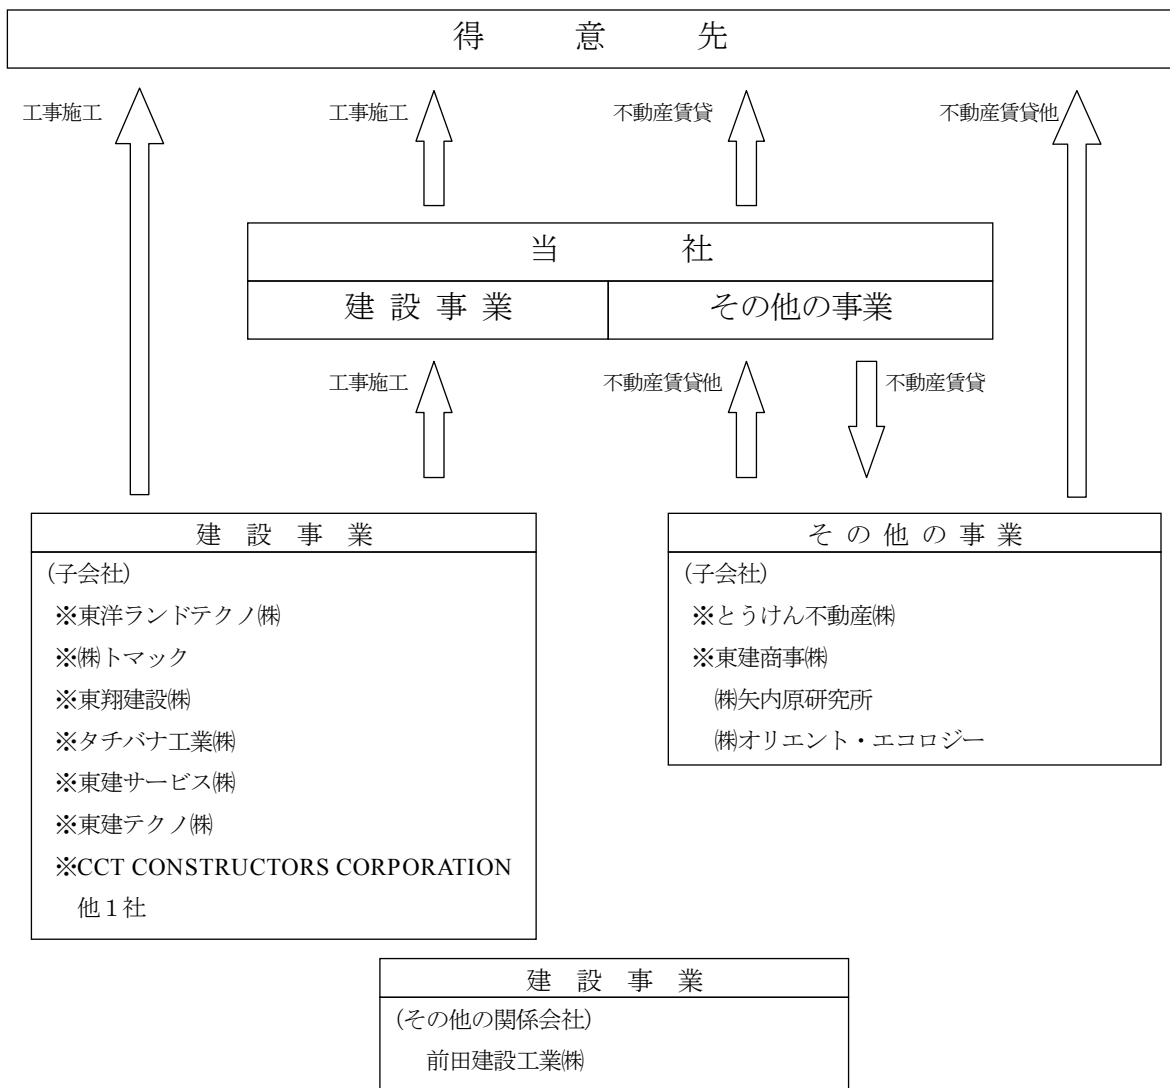 得意先
工事施工
工事施工
不動産賃貸
不動産賃貸他
当社
建設事業
その他の事業
工事施工
不動産賃貸他
不動産賃貸
建設事業
(子会社)
※東洋ランドテクノ㈱
※㈱トマック
※東翔建設㈱
※タチバナ工業㈱
※東建サービス㈱
※東建テクノ㈱
※CCT CONSTRUCTORS CORPORATION
他１社
その他の事業
(子会社)
※とうけん不動産㈱
※東建商事㈱
㈱矢内原研究所
㈱オリエント・エコロジー
建設事業
(その他の関係会社)
前田建設工業㈱